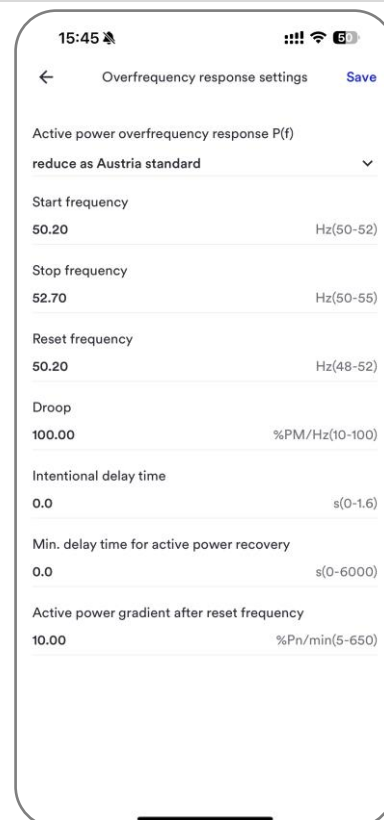 15:45
50
Overfrequency response settings Save
Active power overfrequency response P(f)
reduce as Austria standard
Start frequency
50.20 Hz(50-52)
Stop frequency
52.70 Hz(50-55)
Reset frequency
50.20 Hz(48-52)
Droop
100.00 %PM/Hz(10-100)
Intentional delay time
0.0 s(0-1.6)
Min. delay time for active power recovery
0.0 s(0-6000)
Active power gradient after reset frequency
10.00 %Pn/min(5-650)